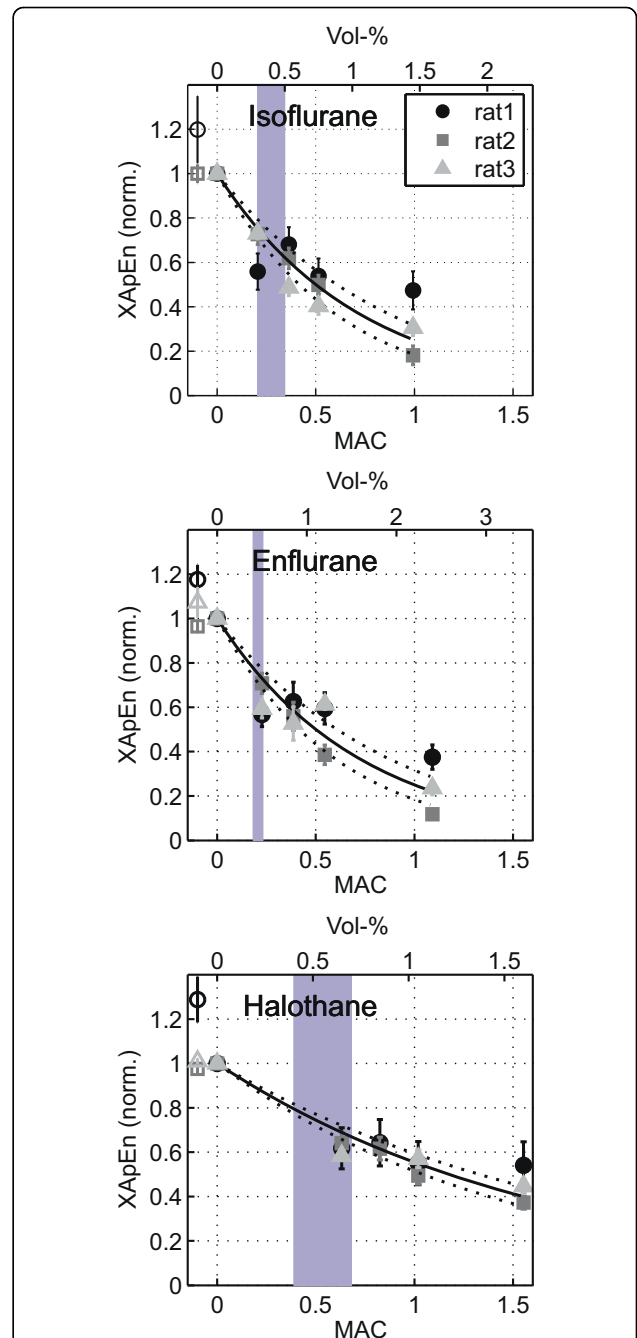 Vol-%
0 0.5 1 1.5 2
Isoflurane
rat1
rat2
rat3
XApEn (norm.)
1.2
1
0.8
0.6
0.4
0.2
0
0 0.5 1 1.5
MAC
Vol-%
0 1 2 3
Enflurane
XApEn (norm.)
1.2
1
0.8
0.6
0.4
0.2
0
0 0.5 1 1.5
MAC
Vol-%
0 0.5 1 1.5
Halothane
XApEn (norm.)
1.2
1
0.8
0.6
0.4
0.2
0
0 0.5 1 1.5
MAC